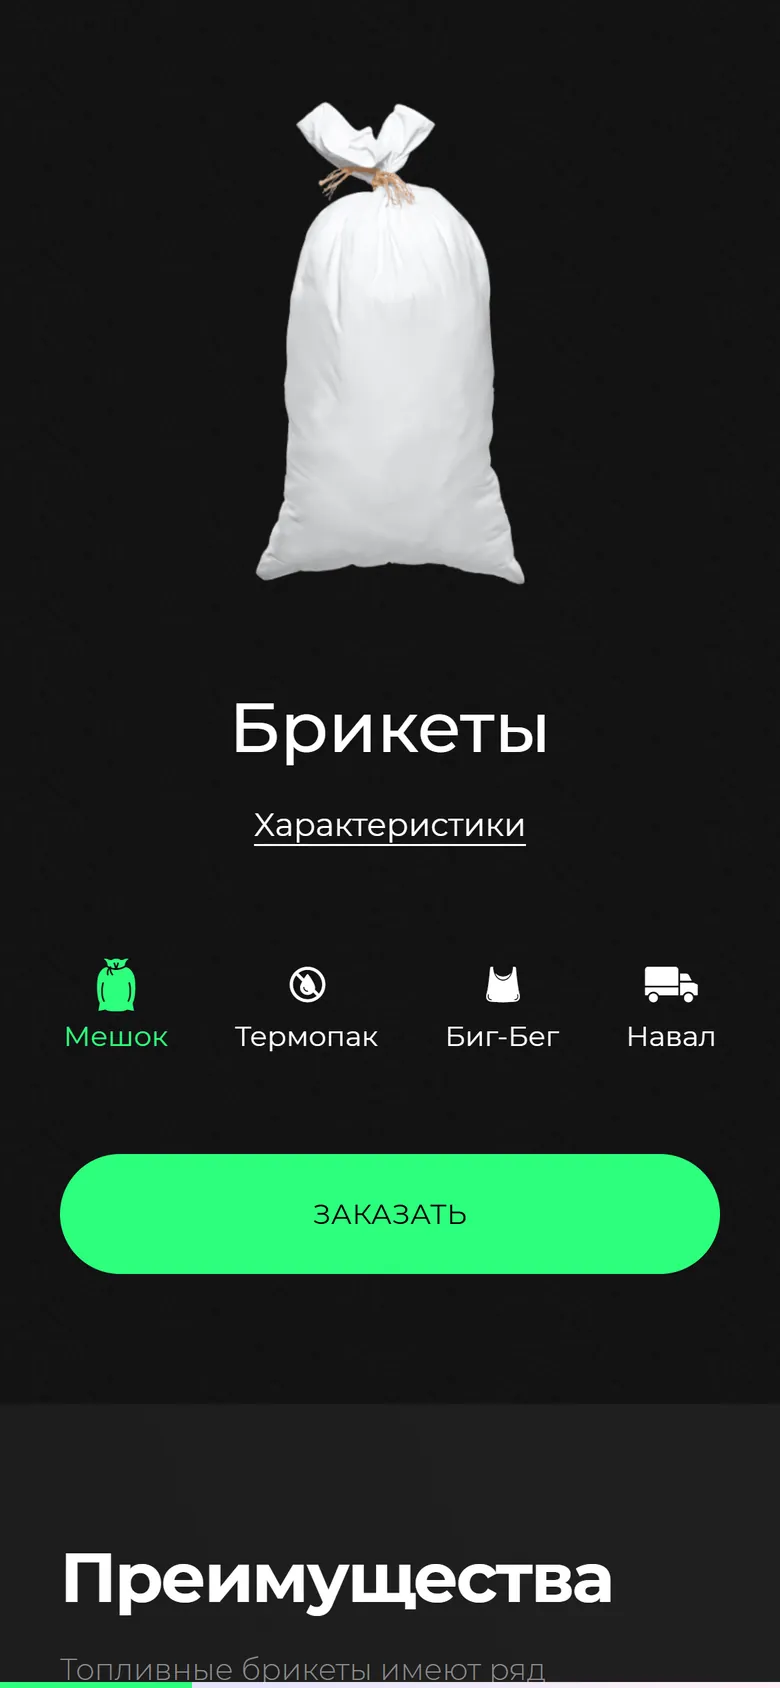 Брикеты
Характеристики
Мешок
Термопак
Биг-Бег
Навал
ЗАКАЗАТЬ
Преимущества
Топливные брикеты имеют ряд